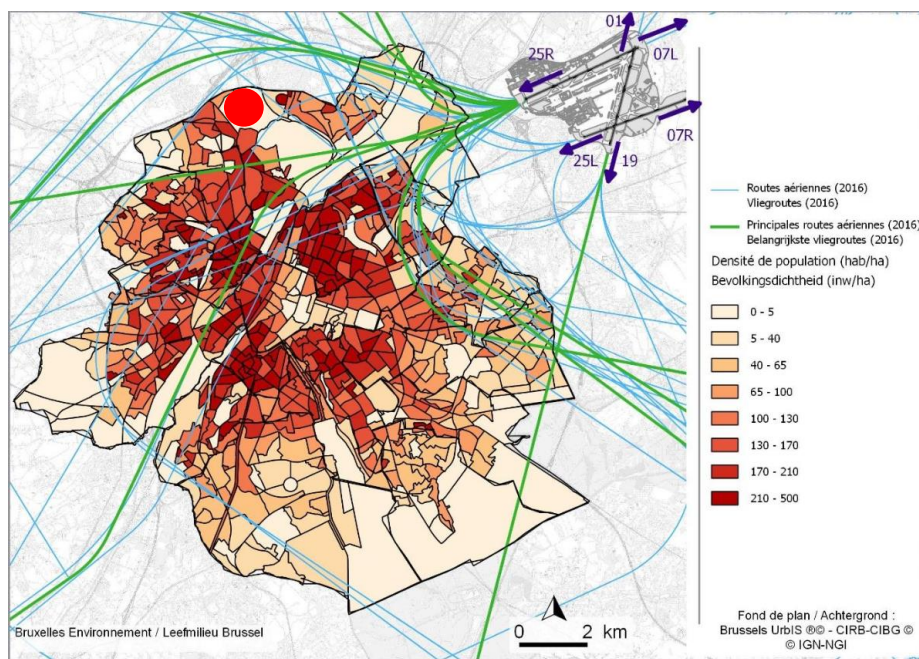 01
07L
25R
07R
25L
19
Routes aériennes (2016)
Vliegroutes (2016)
Principales routes aériennes (2016)
Belangrijkste vliegroutes (2016)
Densité de population (hab/ha)
Bevolkingsdichtheid (inw/ha)
0 - 5
5 - 40
40 - 65
65 - 100
100 - 130
130 - 170
170 - 210
210 - 500
Bruxelles Environnement / Leefmilieu Brussel
0 2 km
Fond de plan / Achtergrond :
Brussels UrbIS ®© - CIRB-CIBG ©
© IGN-NGI